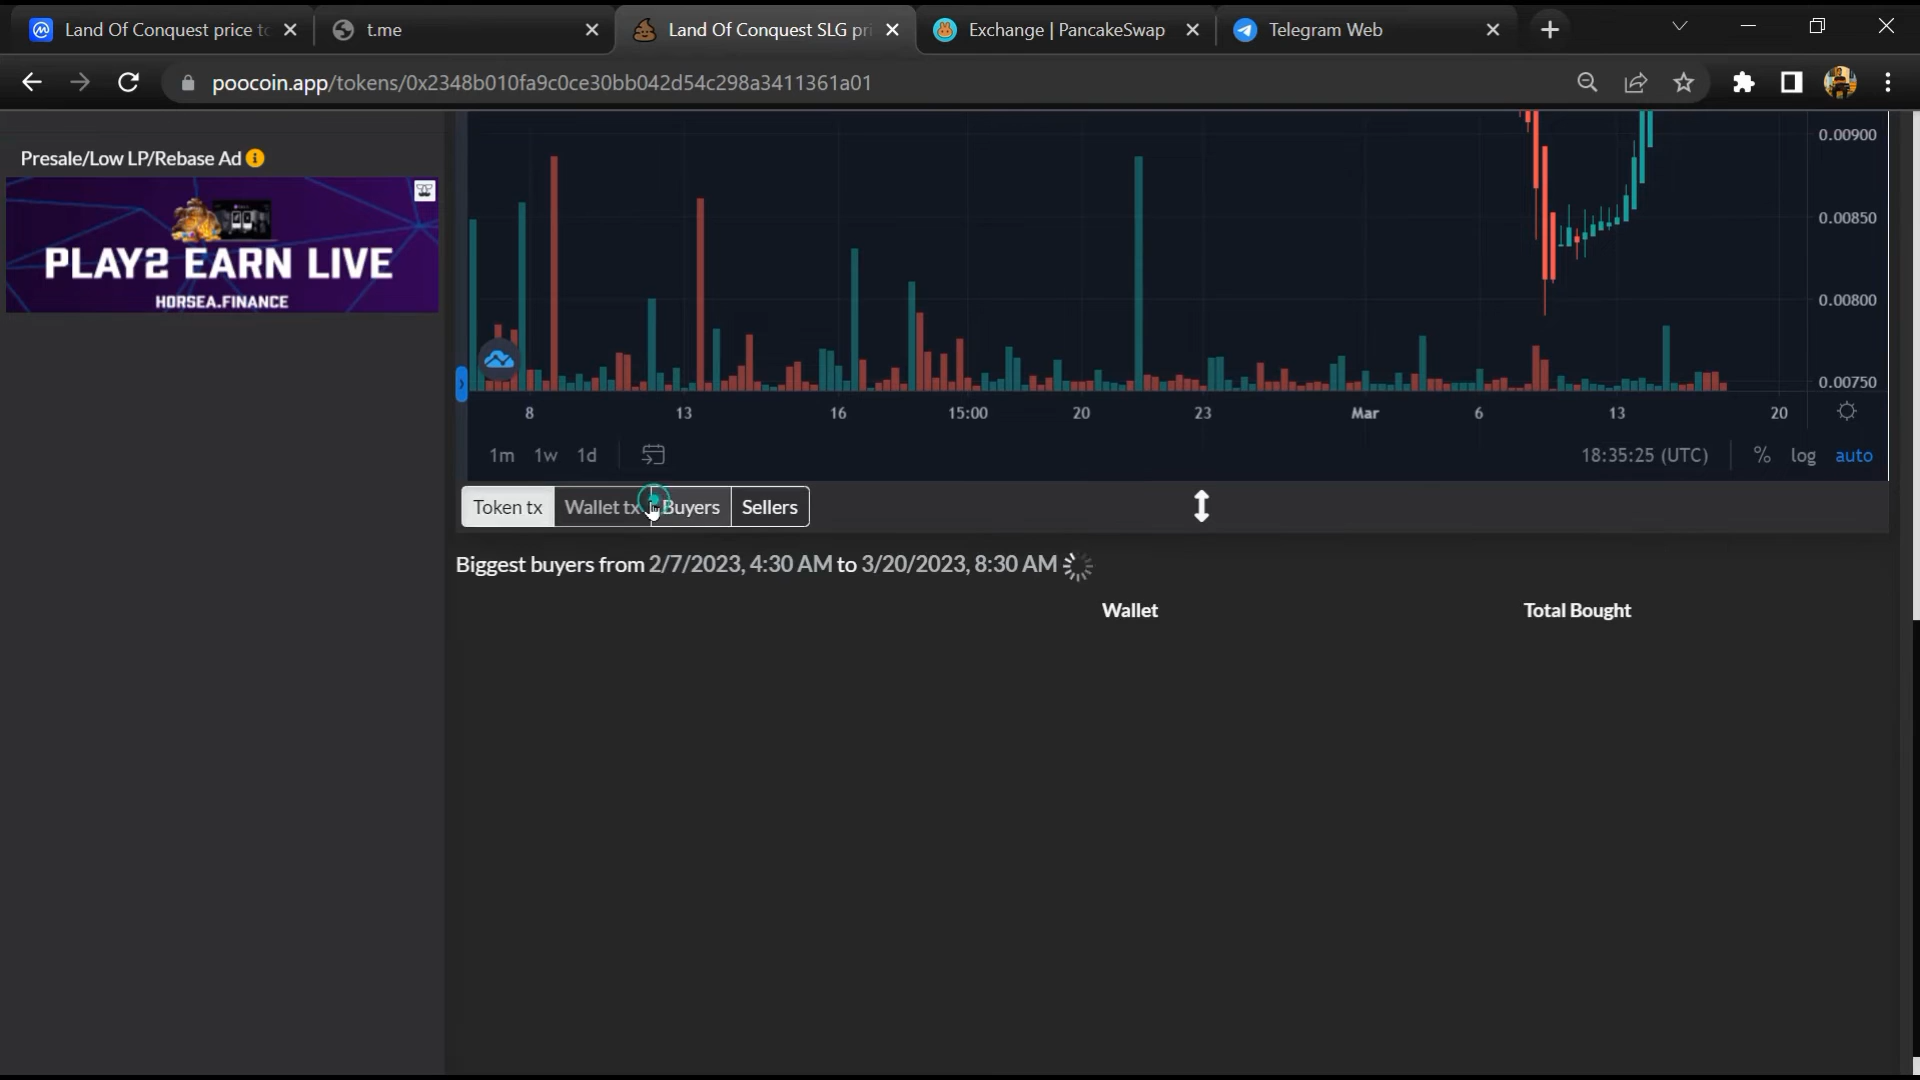 Land Of Conquest price to
t.me
Land Of Conquest SLG pri
Exchange | PancakeSwap
Telegram Web
poocoin.app/tokens/0x2348b010fa9c0ce30bb042d54c298a3411361a01
Presale/Low LP/Rebase Ad
PLAY2 EARN LIVE
HORSEA.FINANCE
0.00900
0.00850
0.00800
0.00750
8 13 16 15:00 20 23 Mar 6 13 20
1m 1w 1d
18:35:25 (UTC) % log auto
Token tx Wallet tx Buyers Sellers
Biggest buyers from 2/7/2023, 4:30 AM to 3/20/2023, 8:30 AM
Wallet Total Bought